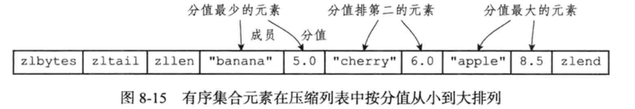 分值最少的元素 分值排第二的元素 分值最大的元素
成员 分值
zlbytes zltail zllen "banana" 5.0 "cherry" 6.0 "apple" 8.5 zlend
图 8-15 有序集合元素在压缩列表中按分值从小到大排列